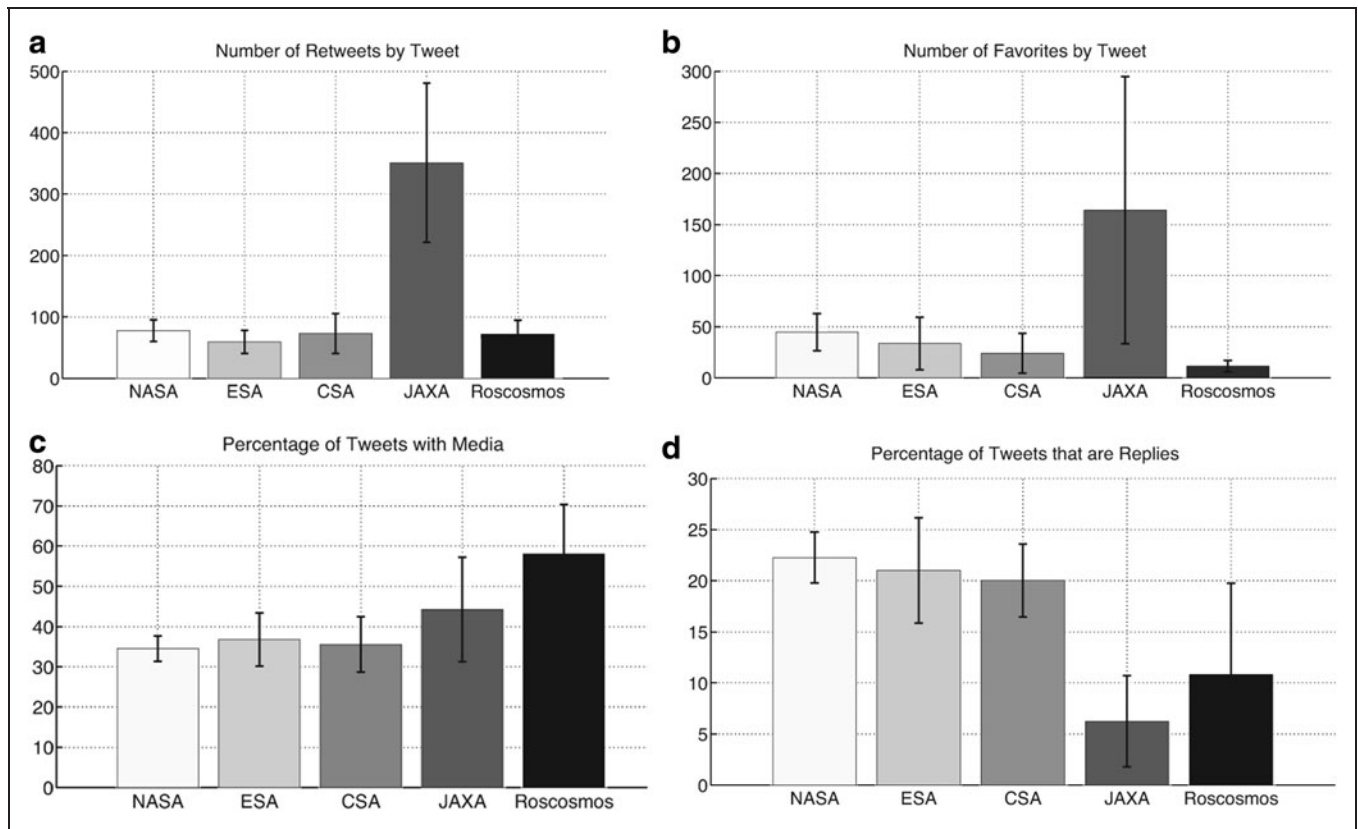 a
Number of Retweets by Tweet
500
400
300
200
100
0
NASA ESA CSA JAXA Roscosmos
b
Number of Favorites by Tweet
300
250
200
150
100
50
0
NASA ESA CSA JAXA Roscosmos
c
Percentage of Tweets with Media
80
70
60
50
40
30
20
10
0
NASA ESA CSA JAXA Roscosmos
d
Percentage of Tweets that are Replies
30
25
20
15
10
5
0
NASA ESA CSA JAXA Roscosmos